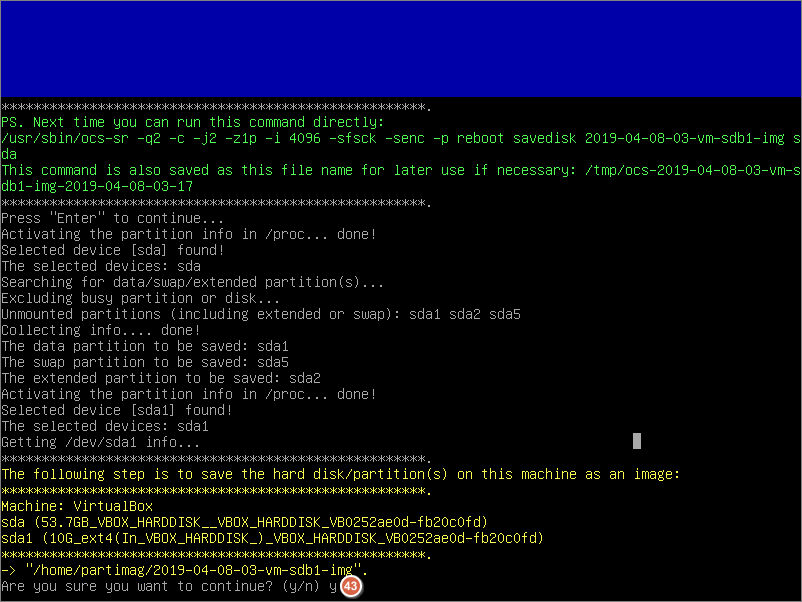 *****************************************************.
PS. Next time you can run this command directly:
/usr/sbin/ocs-sr -q2 -c -j2 -z1p -i 4096 -sfsck -senc -p reboot savedisk 2019-04-08-03-vm-sdb1-img s
da
This command is also saved as this file name for later use if necessary: /tmp/ocs-2019-04-08-03-vm-s
db1-img-2019-04-08-03-17
*****************************************************.
Press "Enter" to continue...
Activating the partition info in /proc... done!
Selected device [sda] found!
The selected devices: sda
Searching for data/swap/extended partition(s)...
Excluding busy partition or disk...
Unmounted partitions (including extended or swap): sda1 sda2 sda5
Collecting info.... done!
The data partition to be saved: sda1
The swap partition to be saved: sda5
The extended partition to be saved: sda2
Activating the partition info in /proc... done!
Selected device [sda1] found!
The selected devices: sda1
Getting /dev/sda1 info...
*****************************************************.
The following step is to save the hard disk/partition(s) on this machine as an image:
*****************************************************.
Machine: VirtualBox
sda (53.7GB_VBOX_HARDDISK__VBOX_HARDDISK_VB0252ae0d-fb20c0fd)
sda1 (10G_ext4(In_VBOX_HARDDISK_)_VBOX_HARDDISK_VB0252ae0d-fb20c0fd)
*****************************************************.
-> "/home/partimag/2019-04-08-03-vm-sdb1-img".
Are you sure you want to continue? (y/n) y 43